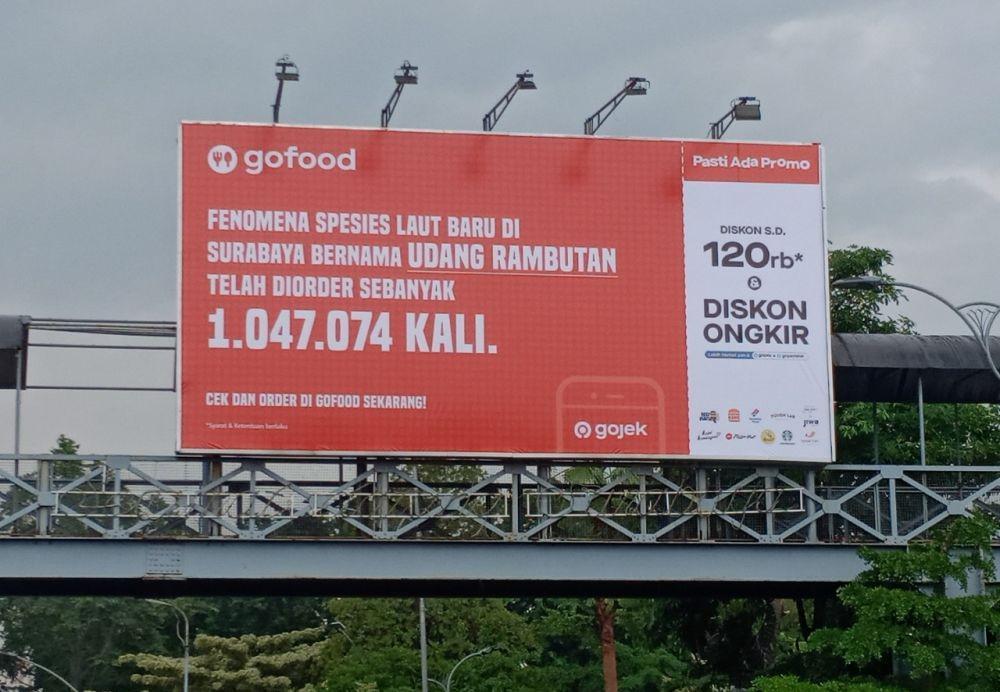 gofood
FENOMENA SPESIES LAUT BARU DI
SURABAYA BERNAMA UDANG RAMBUTAN
TELAH DIORDER SEBANYAK
1.047.074 KALI.
CEK DAN ORDER DI GOFOOD SEKARANG!
*Syarat & Ketentuan berlaku
gojek
Pasti Ada Promo
DISKON S.D.
120rb*
&
DISKON
ONGKIR